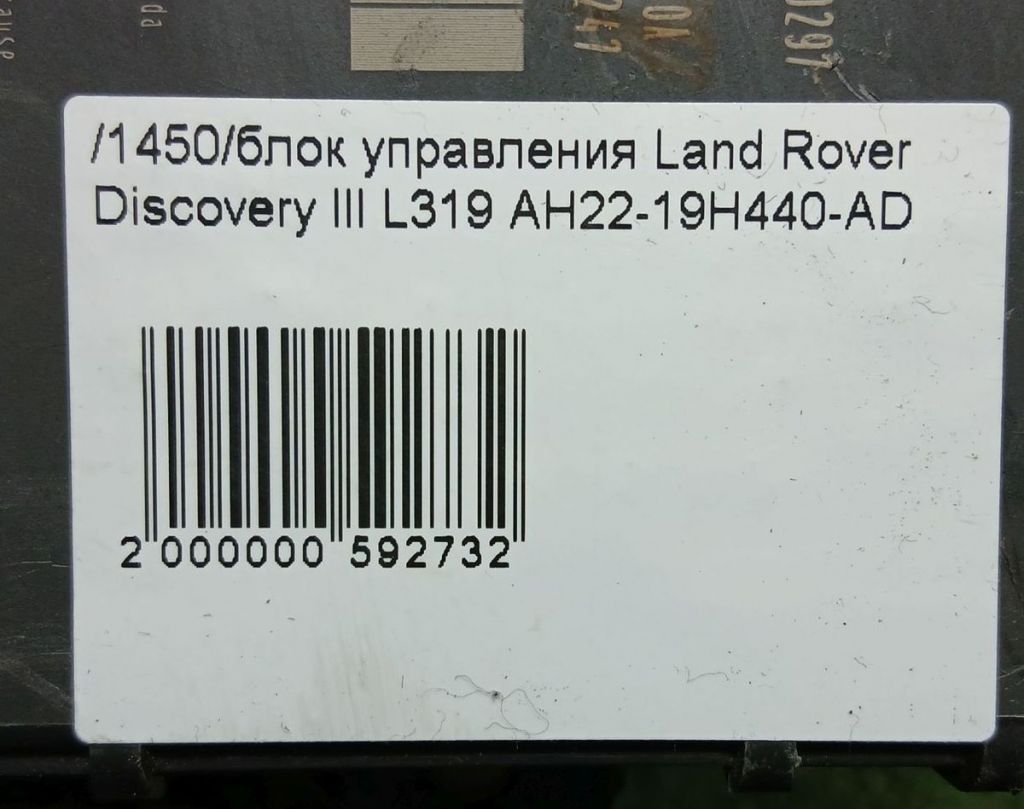 /1450/блок управления Land Rover
Discovery III L319 AH22-19H440-AD
2 000000 592732